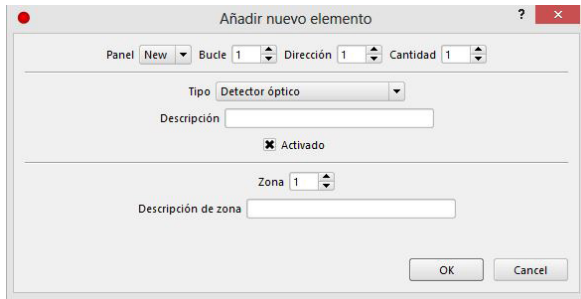 Añadir nuevo elemento
?
Panel New Bucle 1 Dirección 1 Cantidad 1
Tipo Detector óptico
Descripción
Activado
Zona 1
Descripción de zona
OK Cancel